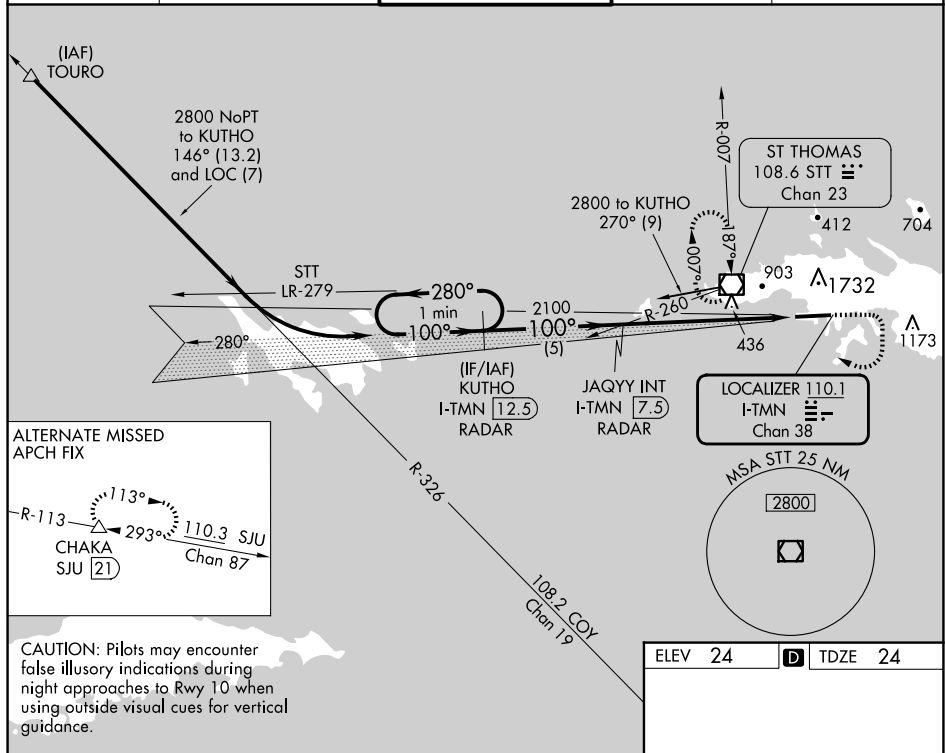 (IAF)
TOURO
2800 NoPT
to KUTHO
146° (13.2)
and LOC (7)
R-007
ST THOMAS
108.6 STT
Chan 23
2800 to KUTHO
270° (9)
412
704
187°
007°
903
1732
STT
LR-279
280°
1 min
100°
2100
R-260
100°
(5)
280°
436
1173
(IF/IAF)
KUTHO
I-TMN 12.5
RADAR
JAQYY INT
I-TMN 7.5
RADAR
LOCALIZER 110.1
I-TMN
Chan 38
ALTERNATE MISSED
APCH FIX
113°
R-113
293°
110.3 SJU
Chan 87
CHAKA
SJU 21
R-326
108.2 COY
Chan 19
MSA STT 25 NM
2800
CAUTION: Pilots may encounter
false illusory indications during
night approaches to Rwy 10 when
using outside visual cues for vertical
guidance.
ELEV 24 D TDZE 24